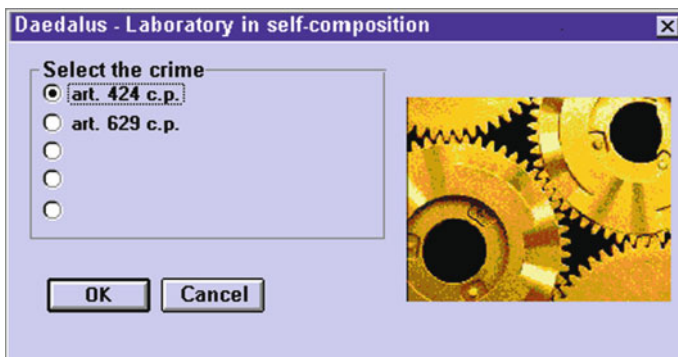 Daedalus - Laboratory in self-composition
Select the crime
art. 424 c.p.
art. 629 c.p.
OK Cancel